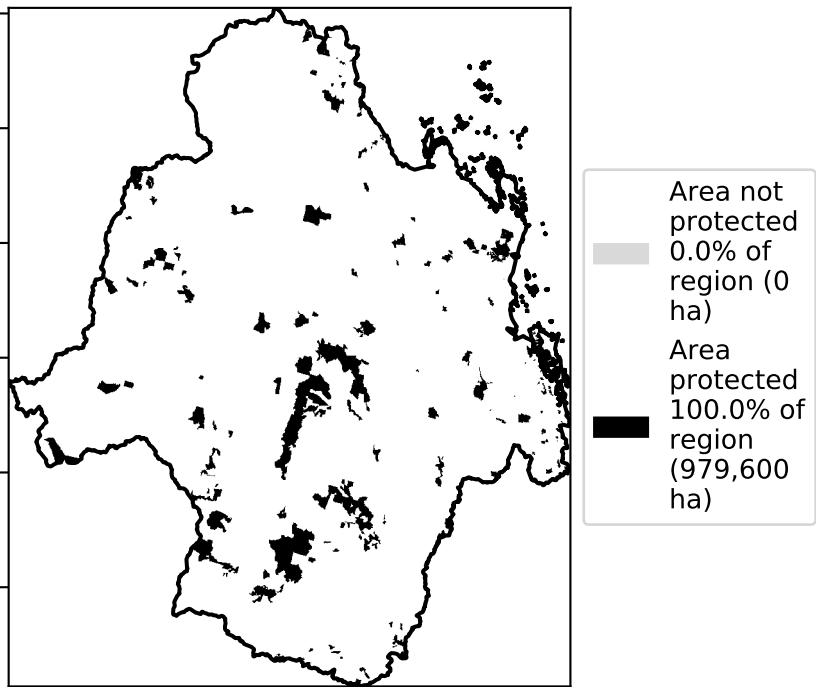 Area not
protected
0.0% of
region (0
ha)
Area
protected
100.0% of
region
(979,600
ha)